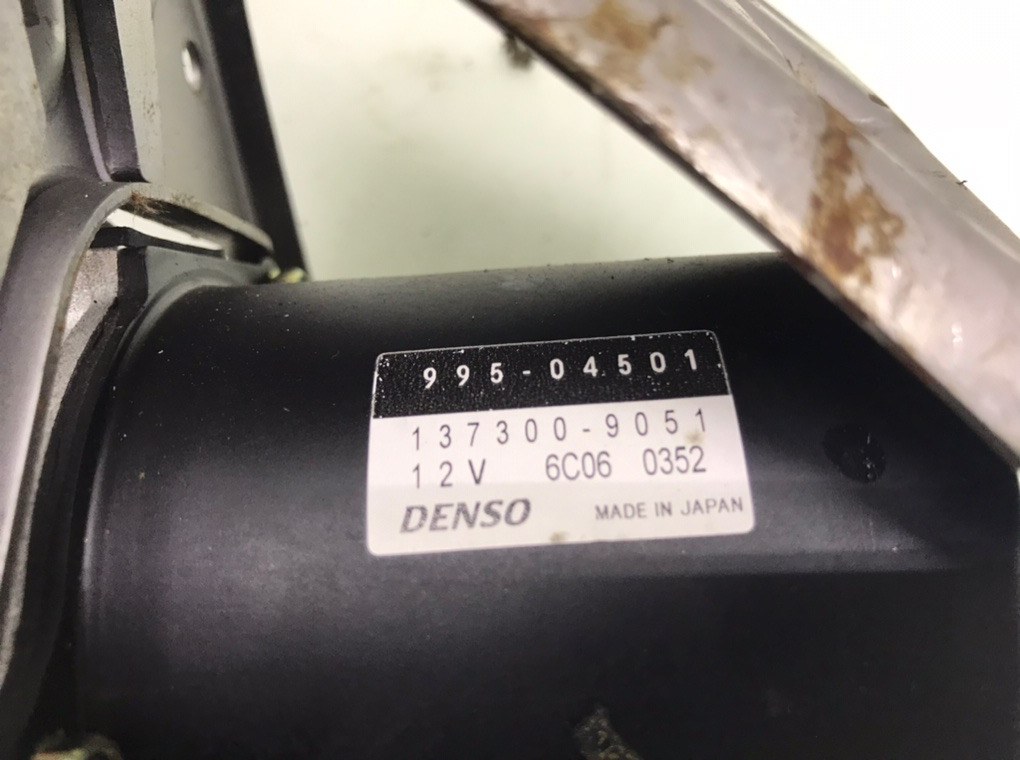 995-04501
137300-9051
12V 6C06 0352
DENSO MADE IN JAPAN